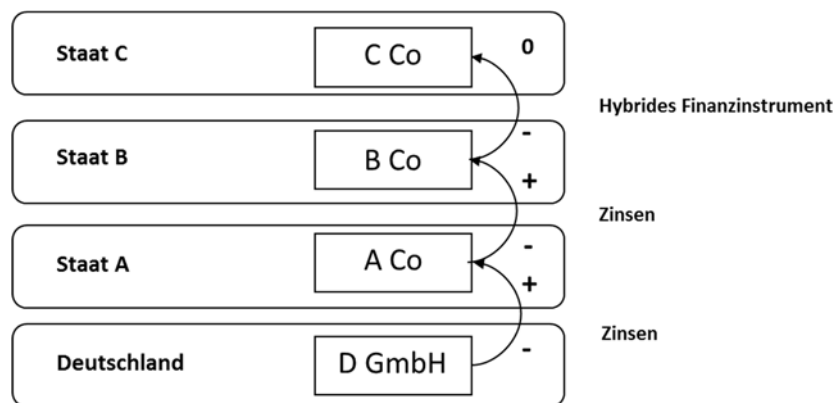 Staat C
C Co
0
Hybrides Finanzinstrument
-
Staat B
B Co
+
Zinsen
-
Staat A
A Co
+
Zinsen
Deutschland
D GmbH
-